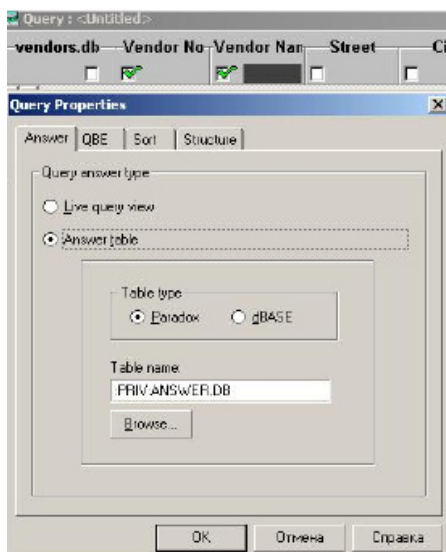 Query : <Untitled>
vendors.db Vendor No Vendor Nan Street Ci
Query Properties
Answer QBE Sort Structure
Query answer type
Live query view
Answer table
Table type
Paradox dBASE
Table name:
:PRIV:ANSWER.DB
Browse...
OK Отмена Справка